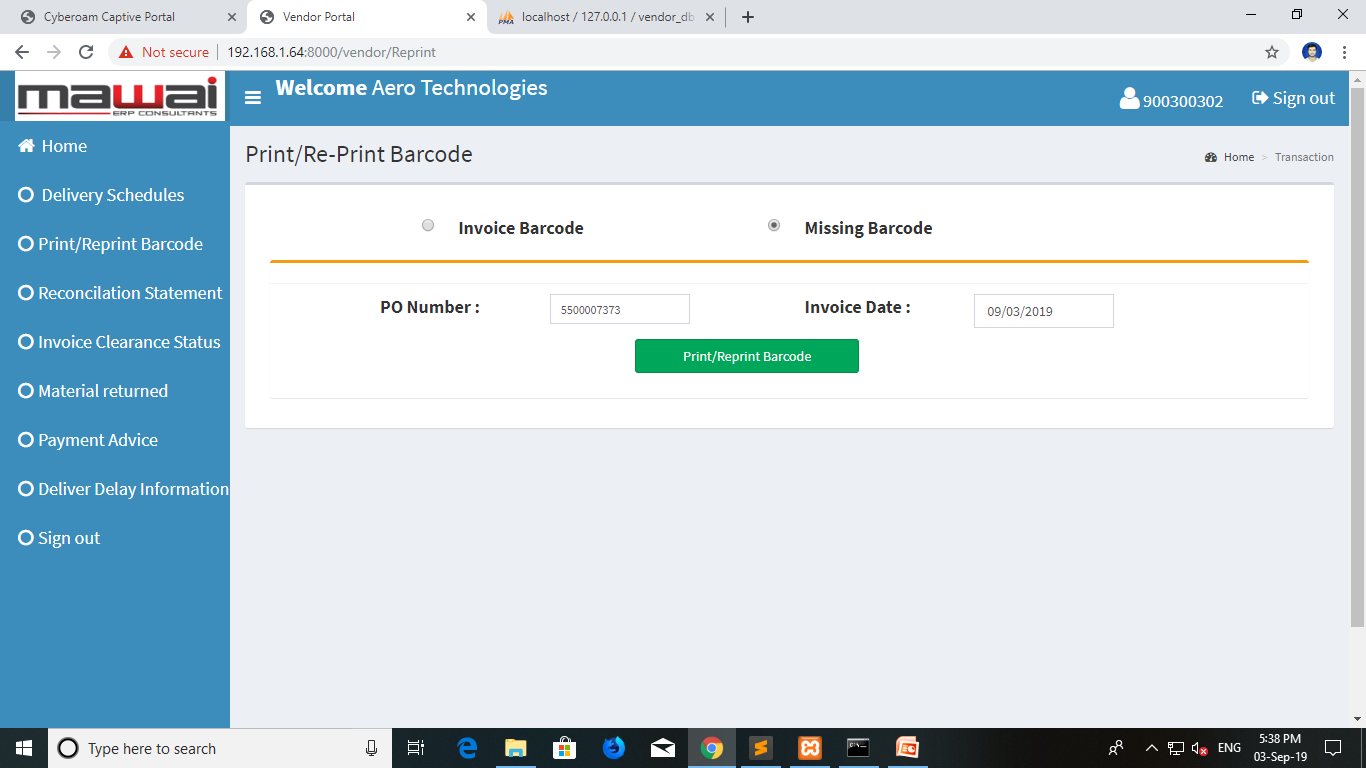 Cyberoam Captive Portal
Vendor Portal
localhost / 127.0.0.1 / vendor_db
Not secure
192.168.1.64:8000/vendor/Reprint
mawai
ERP CONSULTANTS
Welcome Aero Technologies
900300302
Sign out
Home
Delivery Schedules
Print/Reprint Barcode
Reconcilation Statement
Invoice Clearance Status
Material returned
Payment Advice
Deliver Delay Information
Sign out
Print/Re-Print Barcode
Home > Transaction
Invoice Barcode
Missing Barcode
PO Number :
5500007373
Invoice Date :
09/03/2019
Print/Reprint Barcode
Type here to search
ENG
5:38 PM
03-Sep-19